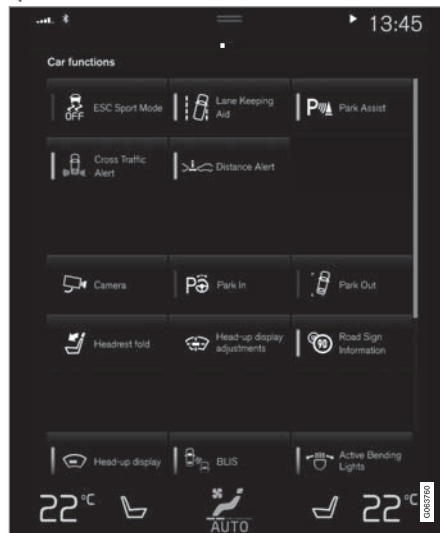 13:45
Car functions
OFF
ESC Sport Mode
Lane Keeping
Aid
P
Park Assist
Cross Traffic
Alert
Distance Alert
Camera
P
Park In
Park Out
Headrest fold
Head-up display
adjustments
90
Road Sign
Information
Head-up display
BLIS
Active Bending
Lights
22°C
AUTO
22°C
G063760